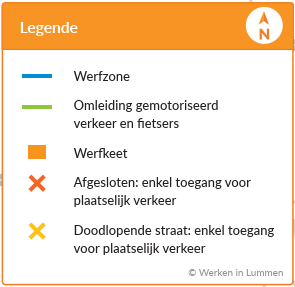 Legende
N
Werfzone
Omleiding gemotoriseerd
verkeer en fietsers
Werfkeet
Afgesloten: enkel toegang voor
plaatselijk verkeer
Doodlopende straat: enkel toegang
voor plaatselijk verkeer
© Werken in Lummen